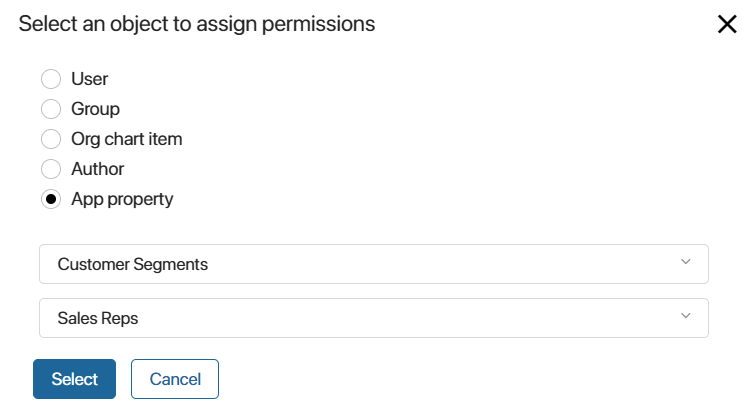 Select an object to assign permissions
User
Group
Org chart item
Author
App property
Customer Segments
Sales Reps
Select
Cancel